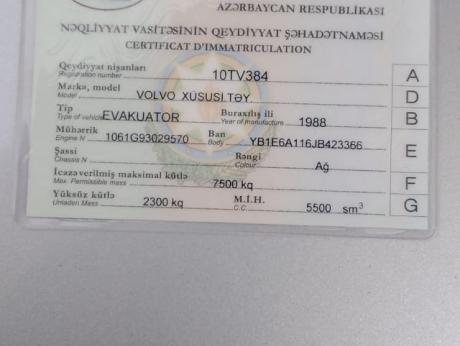 AZƏRBAYCAN RESPUBLİKASI
NƏQLİYYAT VASİTƏSİNİN QEYDİYYAT ŞƏHADƏTNAMƏSİ
CERTIFICAT D'IMMATRICULATION
Qeydiyyat nişanları
Registration number 10TV384 A
Marka, model
Model VOLVO XÜSUSİ.TƏY. D
Tip Buraxılış ili
Type of vehicle EVAKUATOR Year of manufacture 1988 B
Mühərrik Ban
Engine N 1061G93029570 Body YB1E6A116JB423366
Şassi Rəngi E
Chassis N Colour Ağ
İcazəverilmiş maksimal kütlə
Max. Permissible mass 7500 kq F
Yüksüz kütlə M.İ.H.
Unladen Mass 2300 kq C.C. 5500 sm³ G